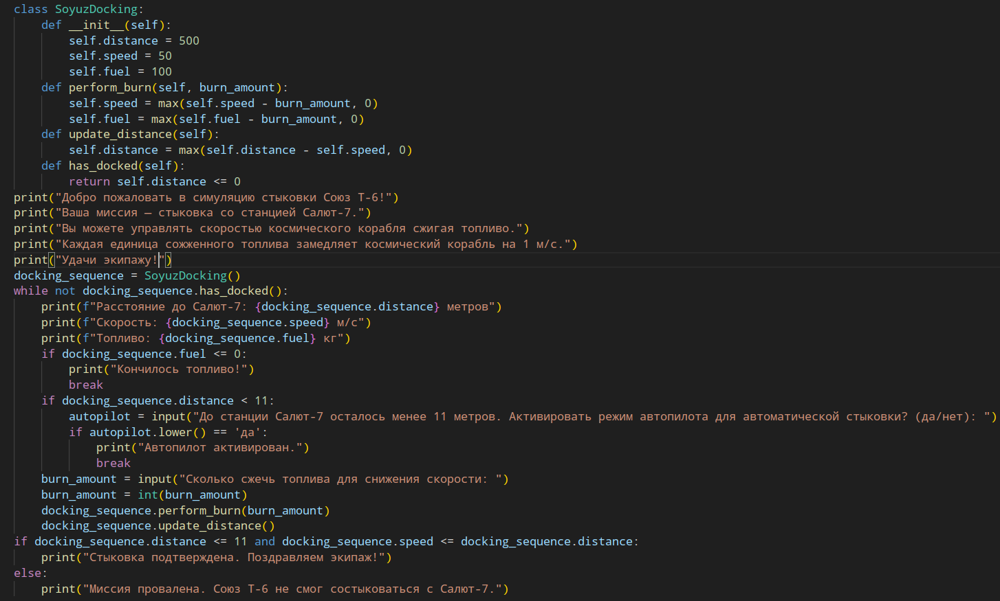 class SoyuzDocking:
    def __init__(self):
        self.distance = 500
        self.speed = 50
        self.fuel = 100
    def perform_burn(self, burn_amount):
        self.speed = max(self.speed - burn_amount, 0)
        self.fuel = max(self.fuel - burn_amount, 0)
    def update_distance(self):
        self.distance = max(self.distance - self.speed, 0)
    def has_docked(self):
        return self.distance <= 0
print("Добро пожаловать в симуляцию стыковки Союз Т-6!")
print("Ваша миссия — стыковка со станцией Салют-7.")
print("Вы можете управлять скоростью космического корабля сжигая топливо.")
print("Каждая единица сожженного топлива замедляет космический корабль на 1 м/с.")
print("Удачи экипажу!")
docking_sequence = SoyuzDocking()
while not docking_sequence.has_docked():
    print(f"Расстояние до Салют-7: {docking_sequence.distance} метров")
    print(f"Скорость: {docking_sequence.speed} м/с")
    print(f"Топливо: {docking_sequence.fuel} кг")
    if docking_sequence.fuel <= 0:
        print("Кончилось топливо!")
        break
    if docking_sequence.distance < 11:
        autopilot = input("До станции Салют-7 осталось менее 11 метров. Активировать режим автопилота для автоматической стыковки? (да/нет): ")
        if autopilot.lower() == 'да':
            print("Автопилот активирован.")
            break
    burn_amount = input("Сколько сжечь топлива для снижения скорости: ")
    burn_amount = int(burn_amount)
    docking_sequence.perform_burn(burn_amount)
    docking_sequence.update_distance()
if docking_sequence.distance <= 11 and docking_sequence.speed <= docking_sequence.distance:
    print("Стыковка подтверждена. Поздравляем экипаж!")
else:
    print("Миссия провалена. Союз Т-6 не смог состыковаться с Салют-7.")